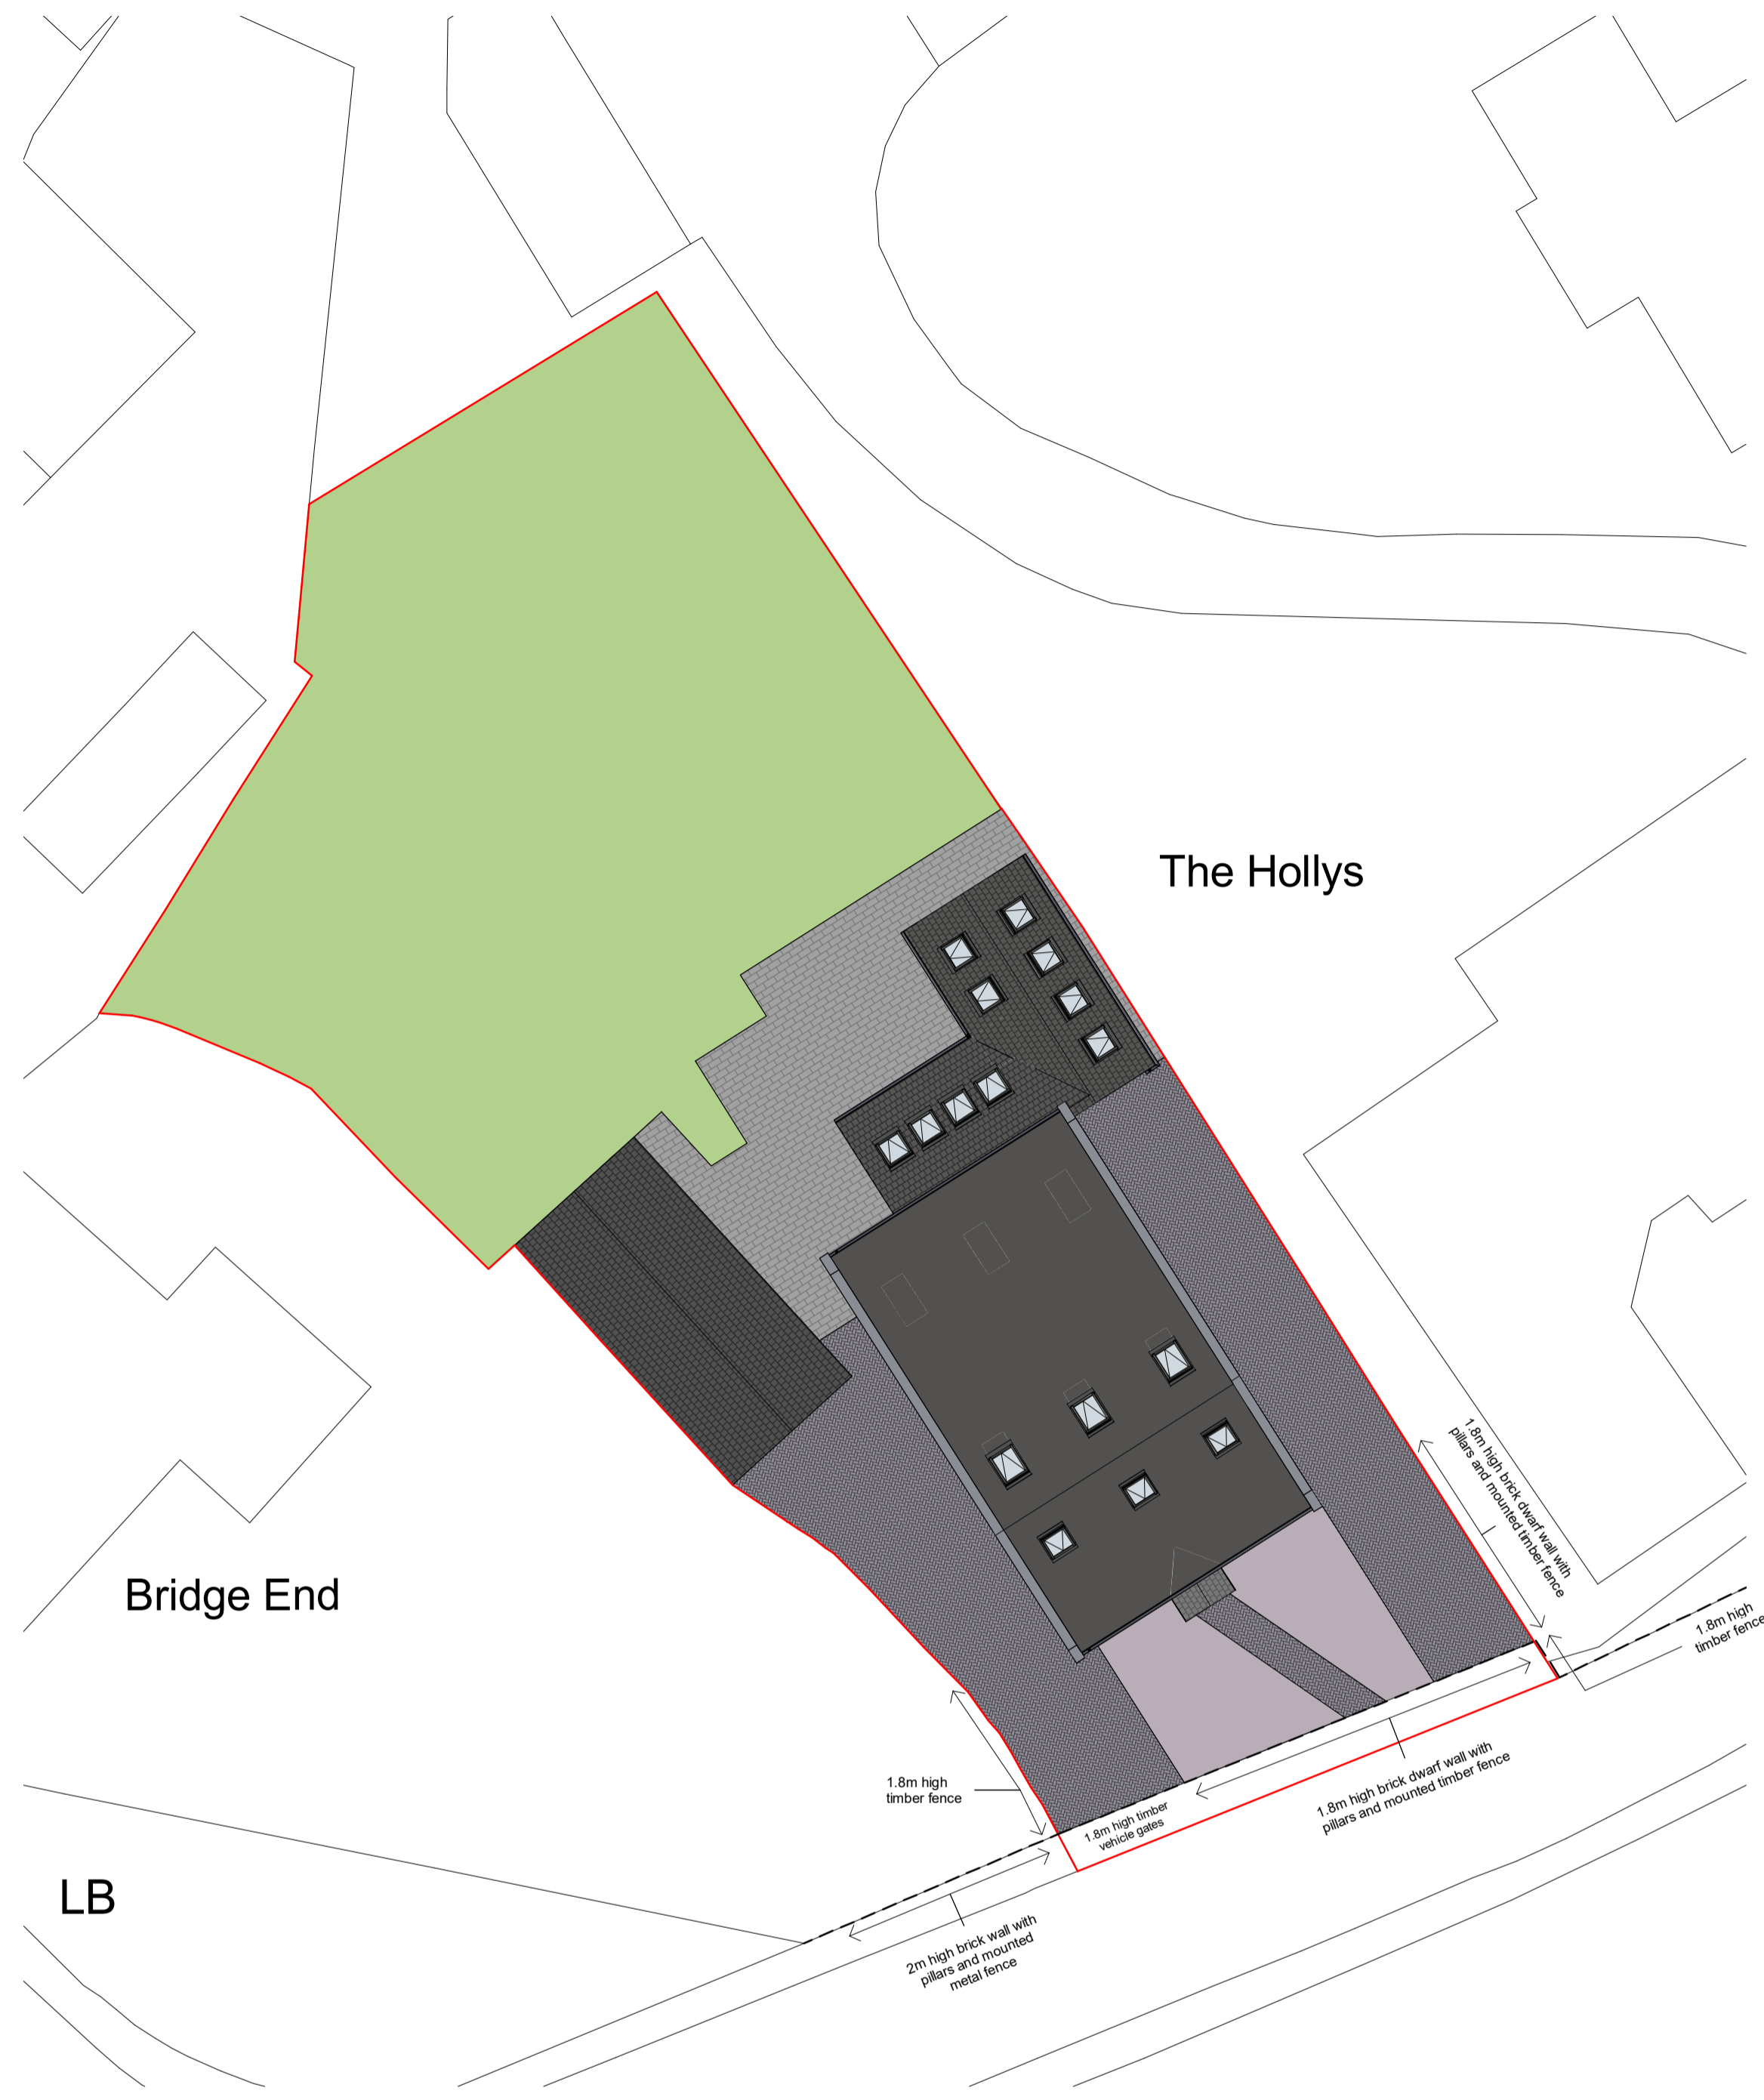 The Hollys
1.8m high brick dwarf wall with
pillars and mounted timber fence
Bridge End
1.8m high
timber fence
1.8m high
timber fence
1.8m high timber
vehicle gates
1.8m high brick dwarf wall with
pillars and mounted timber fence
LB
2m high brick wall with
pillars and mounted
metal fence